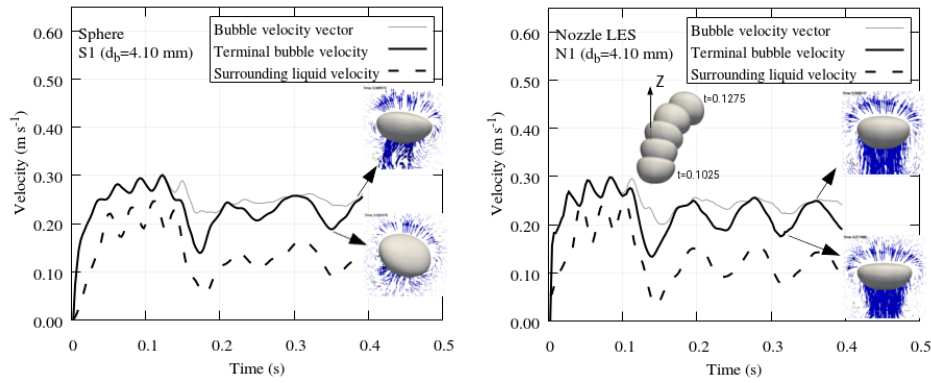 0.60
0.50
0.40
0.30
0.20
0.10
0.00
Velocity (m s-1)
Sphere
S1 (db=4.10 mm)
Bubble velocity vector
Terminal bubble velocity
Surrounding liquid velocity
0
0.1
0.2
0.3
0.4
0.5
Time (s)
0.60
0.50
0.40
0.30
0.20
0.10
0.00
Velocity (m s-1)
Nozzle LES
N1 (db=4.10 mm)
Bubble velocity vector
Terminal bubble velocity
Surrounding liquid velocity
Z
t=0.1275
t=0.1025
0
0.1
0.2
0.3
0.4
0.5
Time (s)